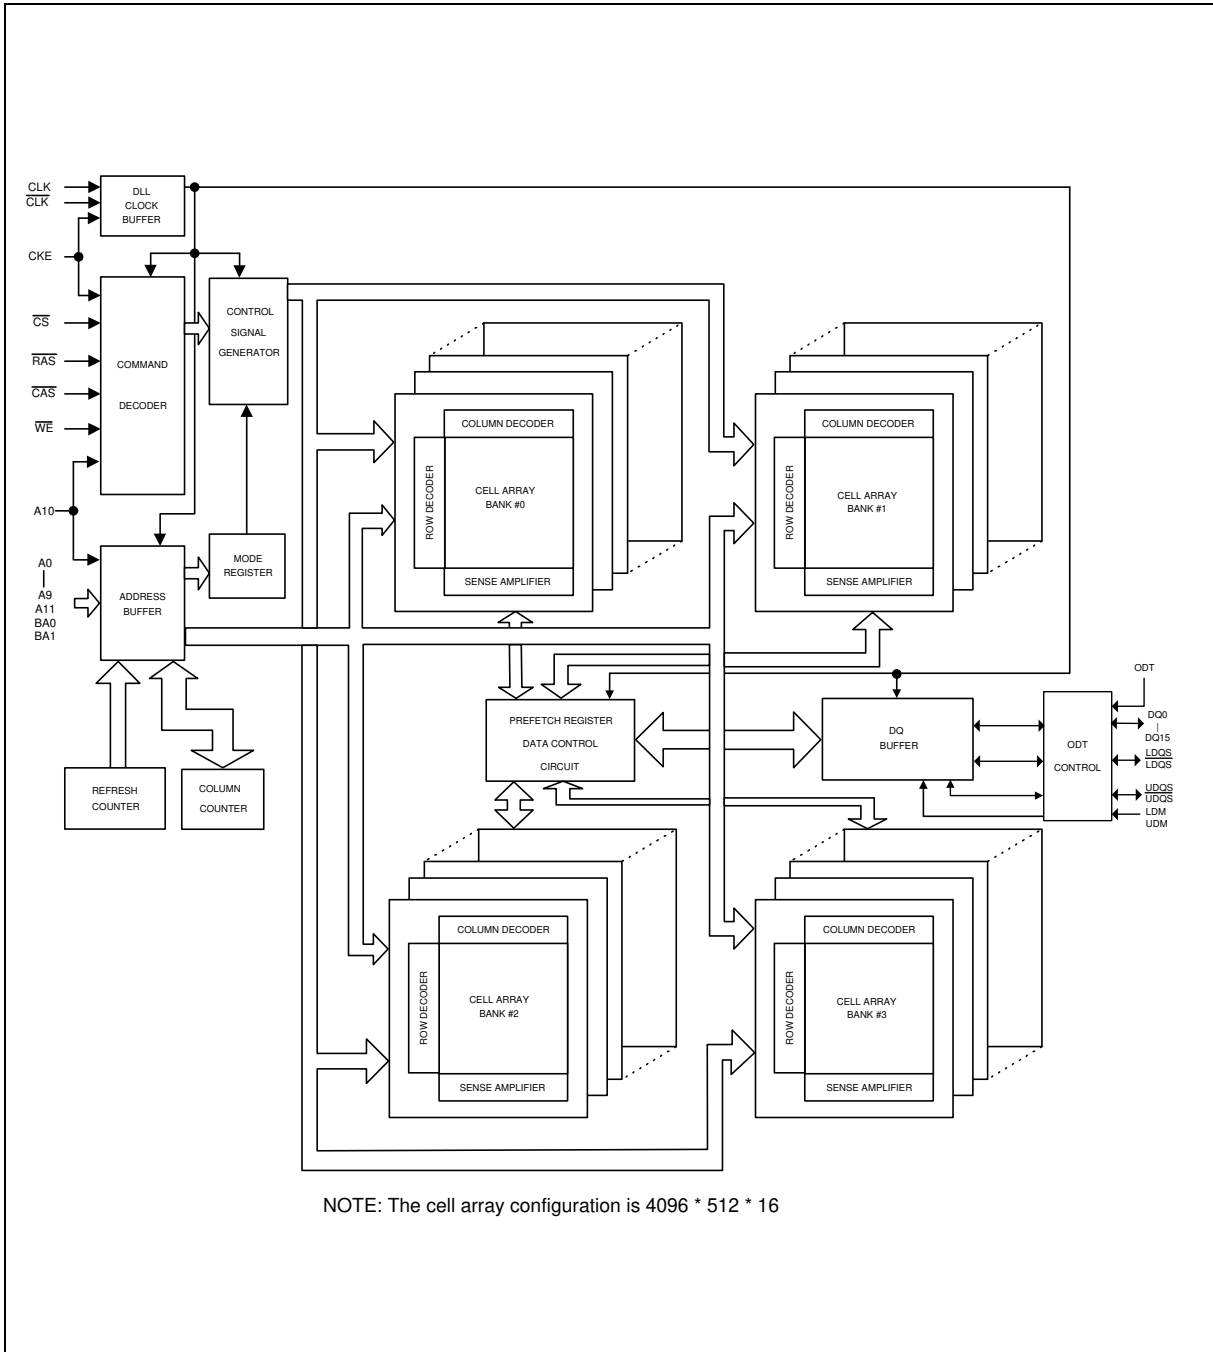 CLK
CLK
CKE
CS
RAS
CAS
WE
A10
A0
A9
A11
BA0
BA1
DLL
CLOCK
BUFFER
COMMAND
DECODER
CONTROL
SIGNAL
GENERATOR
MODE
REGISTER
ADDRESS
BUFFER
REFRESH
COUNTER
COLUMN
COUNTER
COLUMN DECODER
ROW DECODER
CELL ARRAY
BANK #0
SENSE AMPLIFIER
COLUMN DECODER
ROW DECODER
CELL ARRAY
BANK #1
SENSE AMPLIFIER
PREFETCH REGISTER
DATA CONTROL
CIRCUIT
DQ
BUFFER
ODT
CONTROL
ODT
DQ0
DQ15
LDQS
LDQS
UDQS
UDQS
LDM
UDM
COLUMN DECODER
ROW DECODER
CELL ARRAY
BANK #2
SENSE AMPLIFIER
COLUMN DECODER
ROW DECODER
CELL ARRAY
BANK #3
SENSE AMPLIFIER
NOTE: The cell array configuration is 4096 * 512 * 16